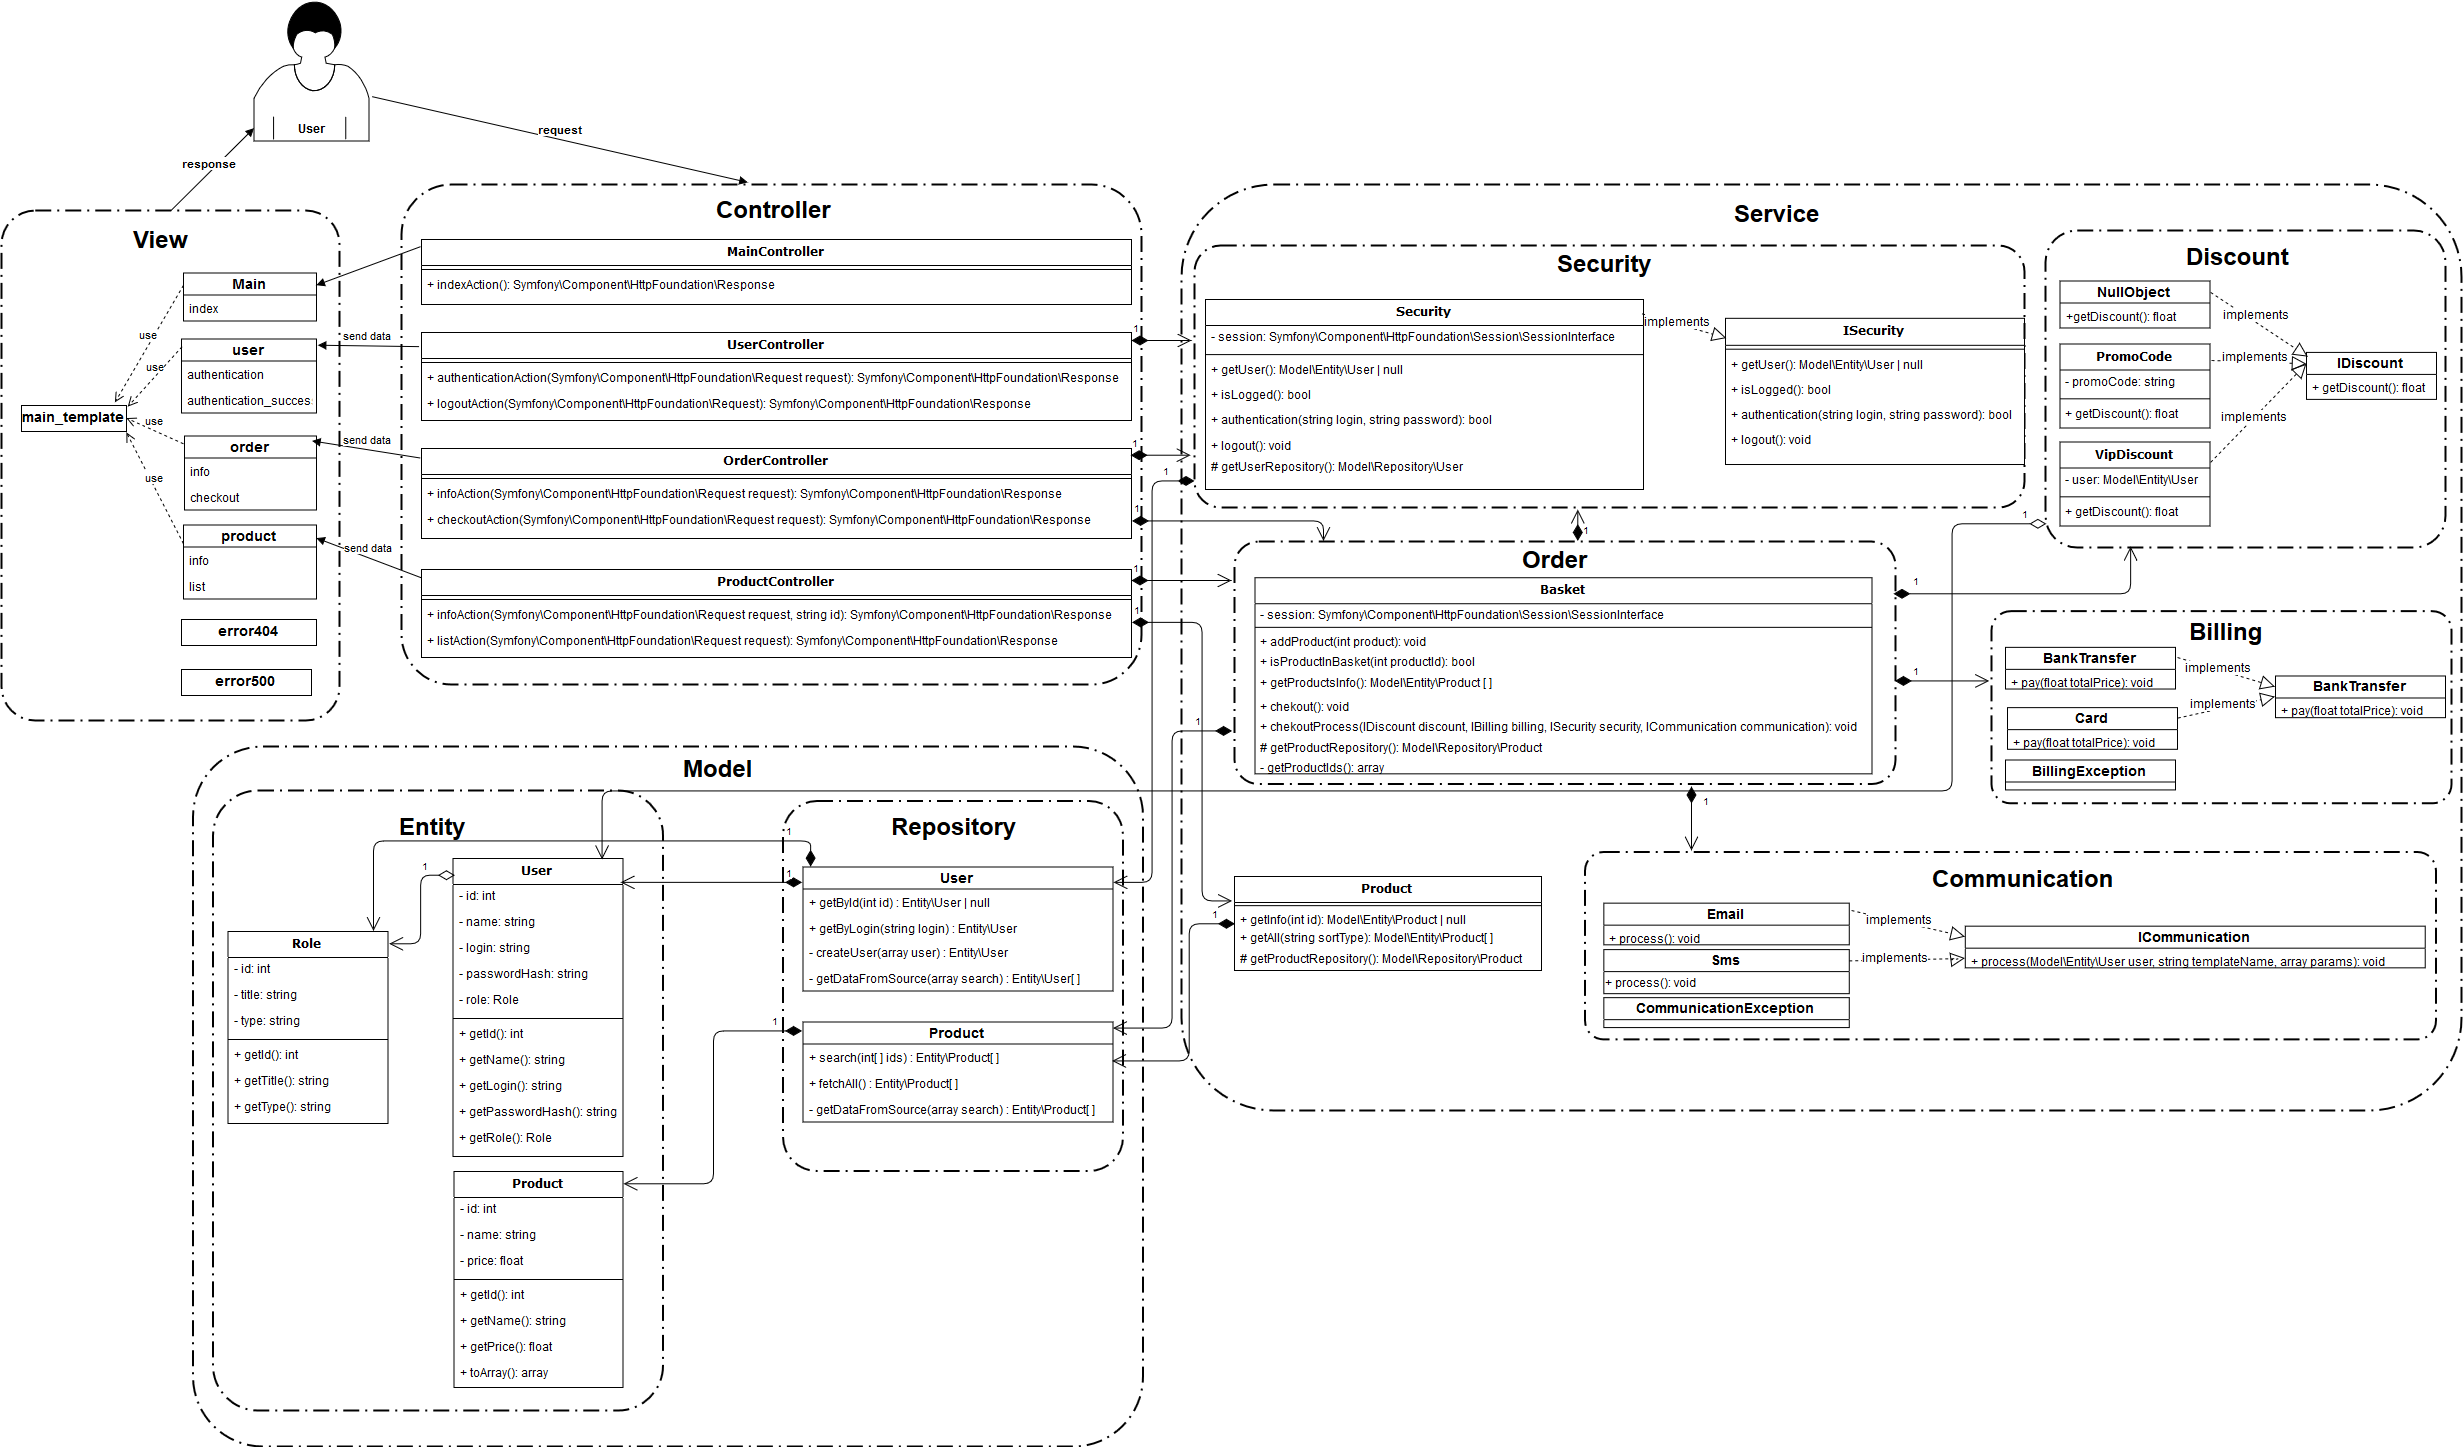 User
request
response
View
Main
index
user
authentication
authentication_succes
main_template
order
info
checkout
product
info
list
error404
error500
use
use
use
use
send data
send data
send data
Controller
MainController
+ indexAction(): Symfony\Component\HttpFoundation\Response
UserController
+ authenticationAction(Symfony\Component\HttpFoundation\Request request): Symfony\Component\HttpFoundation\Response
+ logoutAction(Symfony\Component\HttpFoundation\Request): Symfony\Component\HttpFoundation\Response
OrderController
+ infoAction(Symfony\Component\HttpFoundation\Request request): Symfony\Component\HttpFoundation\Response
+ checkoutAction(Symfony\Component\HttpFoundation\Request request): Symfony\Component\HttpFoundation\Response
ProductController
+ infoAction(Symfony\Component\HttpFoundation\Request request, string id): Symfony\Component\HttpFoundation\Response
+ listAction(Symfony\Component\HttpFoundation\Request request): Symfony\Component\HttpFoundation\Response
1
1
1
1
1
1
Service
Security
Security
- session: Symfony\Component\HttpFoundation\Session\SessionInterface
+ getUser(): Model\Entity\User | null
+ isLogged(): bool
+ authentication(string login, string password): bool
+ logout(): void
# getUserRepository(): Model\Repository\User
implements
ISecurity
+ getUser(): Model\Entity\User | null
+ isLogged(): bool
+ authentication(string login, string password): bool
+ logout(): void
Discount
NullObject
+getDiscount(): float
PromoCode
- promoCode: string
+ getDiscount(): float
VipDiscount
- user: Model\Entity\User
+ getDiscount(): float
implements
implements
implements
IDiscount
+ getDiscount(): float
1
1
Order
Basket
- session: Symfony\Component\HttpFoundation\Session\SessionInterface
+ addProduct(int product): void
+ isProductInBasket(int productId): bool
+ getProductsInfo(): Model\Entity\Product [ ]
+ chekout(): void
+ chekoutProcess(IDiscount discount, IBilling billing, ISecurity security, ICommunication communication): void
# getProductRepository(): Model\Repository\Product
- getProductIds(): array
1
1
1
1
Billing
BankTransfer
+ pay(float totalPrice): void
Card
+ pay(float totalPrice): void
BillingException
implements
implements
BankTransfer
+ pay(float totalPrice): void
Product
+ getInfo(int id): Model\Entity\Product | null
+ getAll(string sortType): Model\Entity\Product[ ]
# getProductRepository(): Model\Repository\Product
1
Communication
Email
+ process(): void
Sms
+ process(): void
CommunicationException
implements
implements
ICommunication
+ process(Model\Entity\User user, string templateName, array params): void
Model
Entity
Role
- id: int
- title: string
- type: string
+ getId(): int
+ getTitle(): string
+ getType(): string
1
User
- id: int
- name: string
- login: string
- passwordHash: string
- role: Role
+ getId(): int
+ getName(): string
+ getLogin(): string
+ getPasswordHash(): string
+ getRole(): Role
Product
- id: int
- name: string
- price: float
+ getId(): int
+ getName(): string
+ getPrice(): float
+ toArray(): array
Repository
1
1
User
+ getById(int id) : Entity\User | null
+ getByLogin(string login) : Entity\User
- createUser(array user) : Entity\User
- getDataFromSource(array search) : Entity\User[ ]
1
Product
+ search(int[ ] ids) : Entity\Product[ ]
+ fetchAll() : Entity\Product[ ]
- getDataFromSource(array search) : Entity\Product[ ]